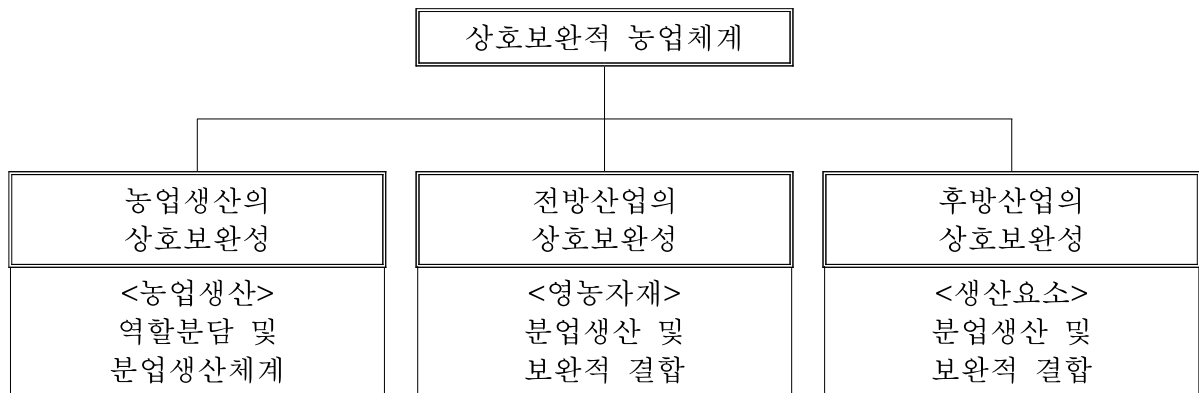 상호보완적 농업체계
농업생산의
상호보완성
<농업생산>
역할분담 및
분업생산체계
전방산업의
상호보완성
<영농자재>
분업생산 및
보완적 결합
후방산업의
상호보완성
<생산요소>
분업생산 및
보완적 결합